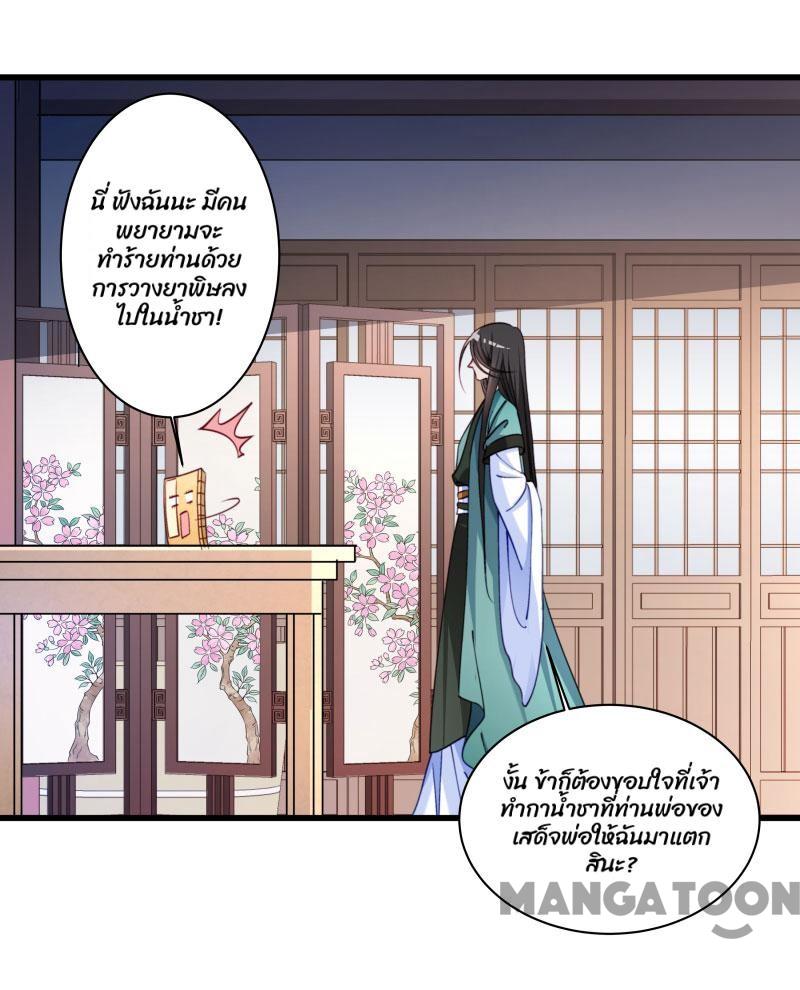 นี่ ฟังฉันนะ มีคน
พยายามจะ
ทำร้ายท่านด้วย
การวางยาพิษลง
ไปในน้ำชา!
งั้น ข้าก็ต้องขอบใจที่เจ้า
ทำกาน้ำชาที่ท่านพ่อของ
เสด็จพ่อให้ฉันมาแตก
สินะ?
MANGATOON